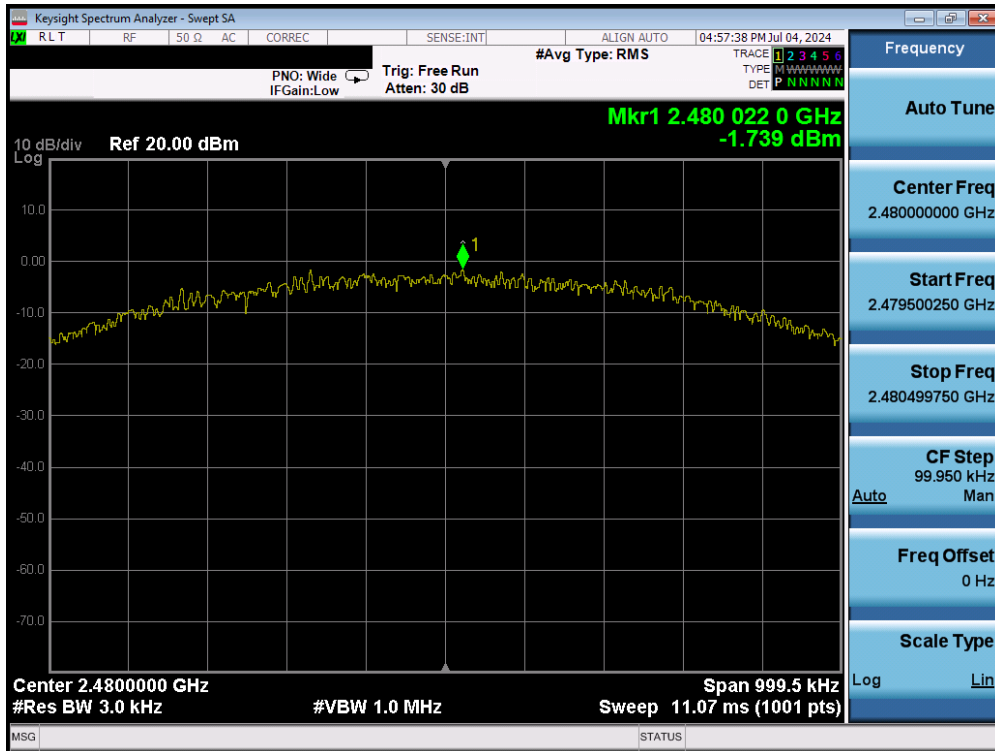 Keysight Spectrum Analyzer - Swept SA
LXI RLT RF 50 Ω AC CORREC SENSE:INT ALIGN AUTO 04:57:38 PM Jul 04, 2024
#Avg Type: RMS TRACE 1 2 3 4 5 6
PNO: Wide Trig: Free Run TYPE M WWWWW
IFGain:Low Atten: 30 dB DET P N N N N N
Mkr1 2.480 022 0 GHz
-1.739 dBm
10 dB/div Ref 20.00 dBm
Log
10.0
1
0.00
-10.0
-20.0
-30.0
-40.0
-50.0
-60.0
-70.0
Center 2.4800000 GHz Span 999.5 kHz
#Res BW 3.0 kHz #VBW 1.0 MHz Sweep 11.07 ms (1001 pts)
MSG STATUS
Frequency
Auto Tune
Center Freq
2.480000000 GHz
Start Freq
2.479500250 GHz
Stop Freq
2.480499750 GHz
CF Step
99.950 kHz
Auto Man
Freq Offset
0 Hz
Scale Type
Log Lin